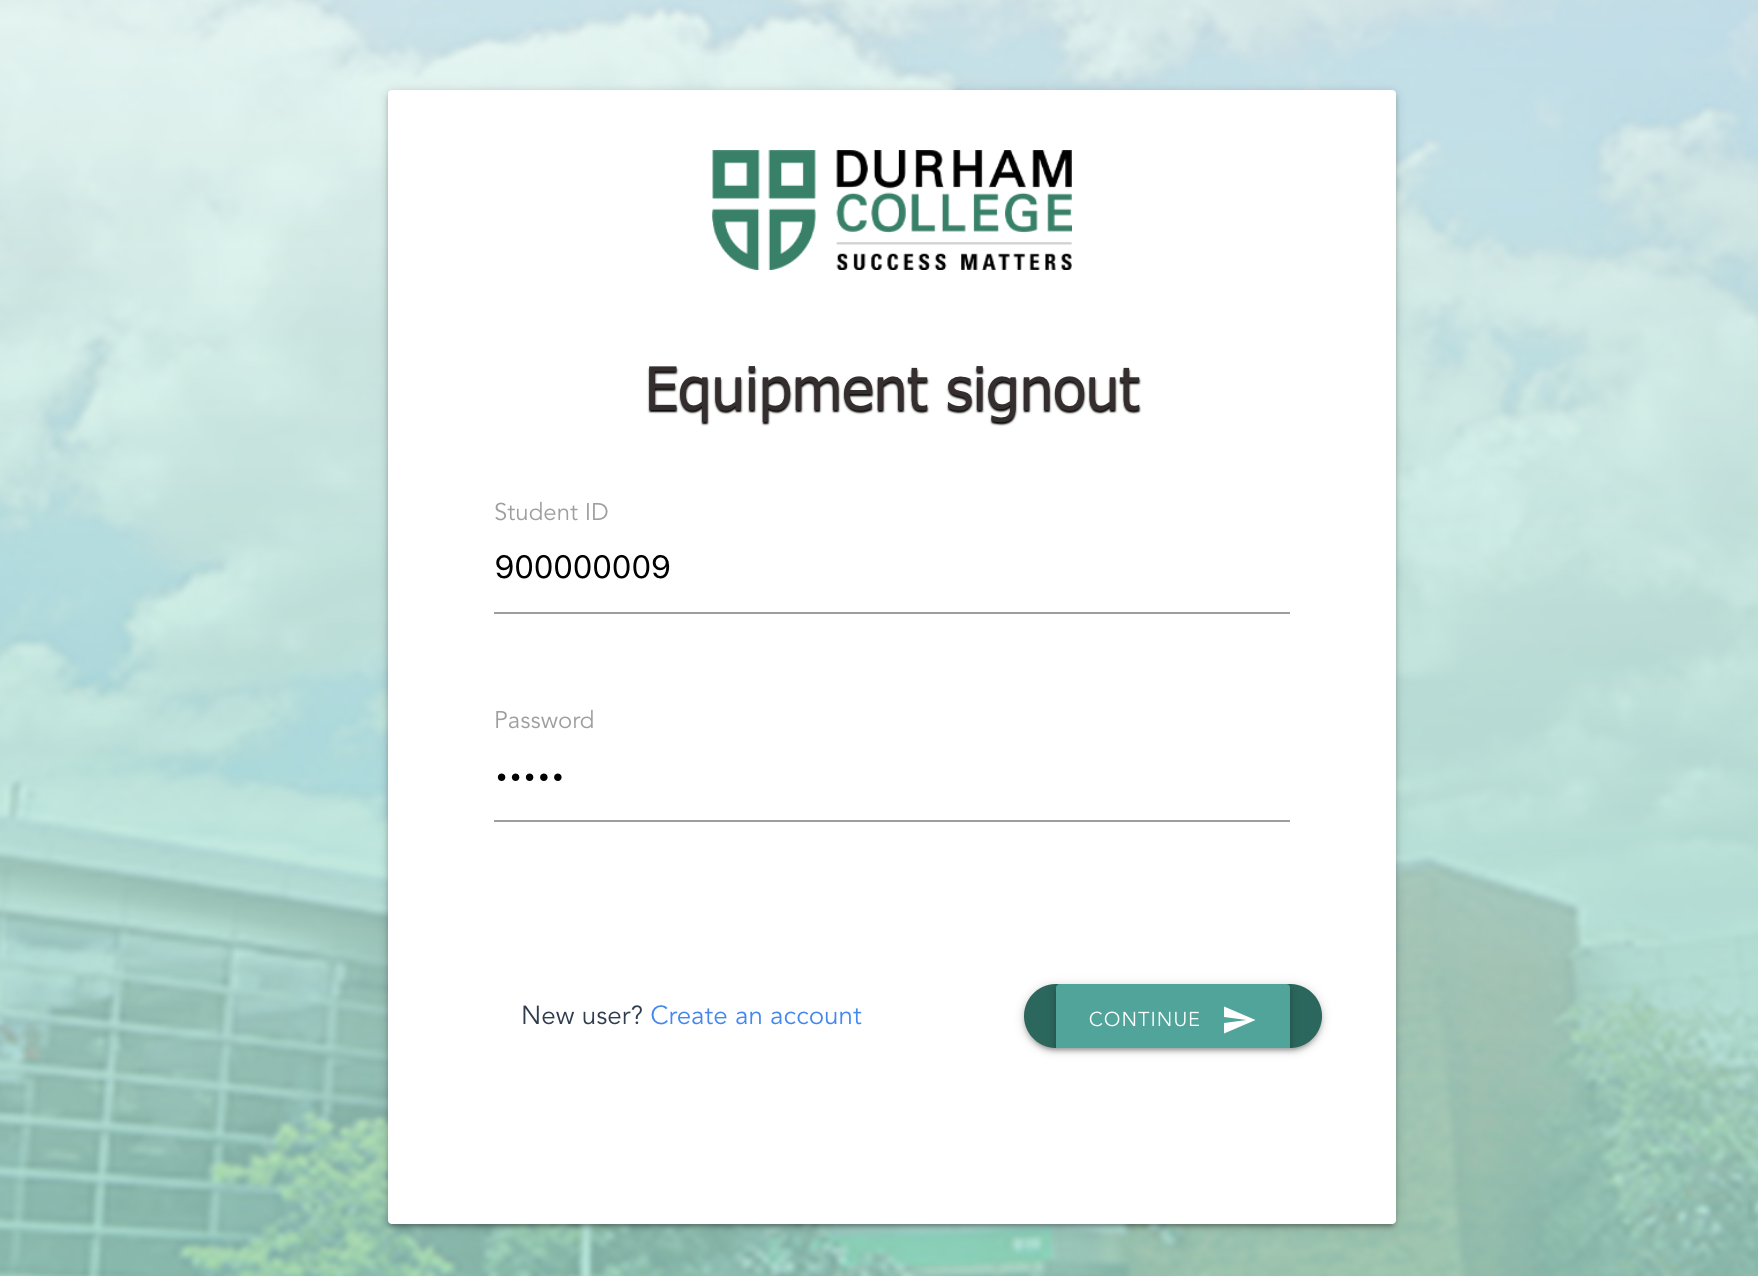 DURHAM
COLLEGE
SUCCESS MATTERS
Equipment signout
Student ID
900000009
Password
•••••
New user? Create an account
CONTINUE